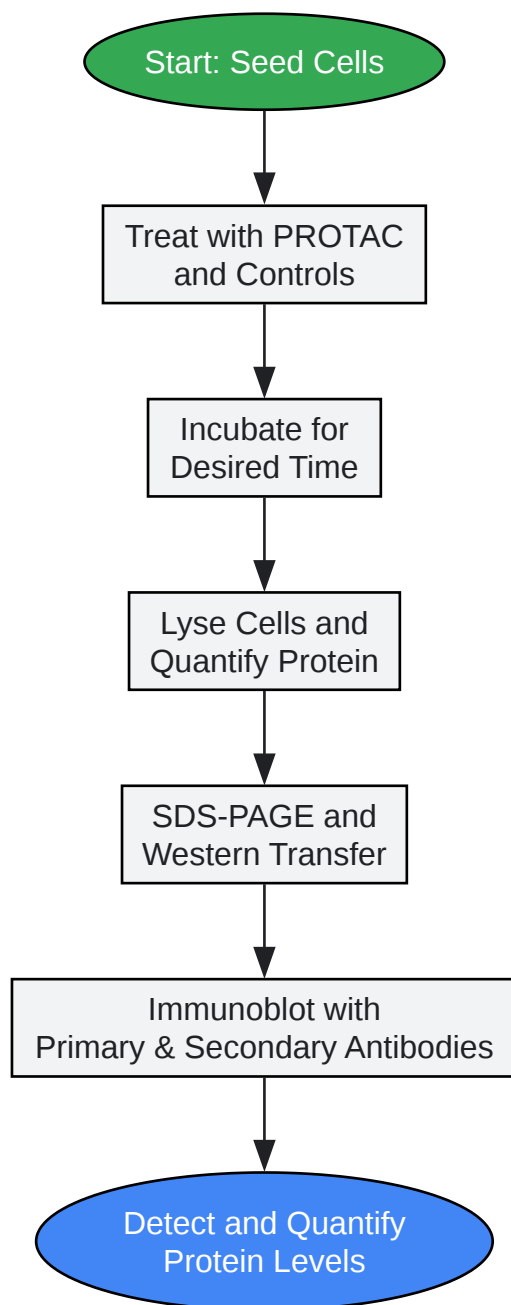 Start: Seed Cells
Treat with PROTAC
and Controls
Incubate for
Desired Time
Lyse Cells and
Quantify Protein
SDS-PAGE and
Western Transfer
Immunoblot with
Primary & Secondary Antibodies
Detect and Quantify
Protein Levels